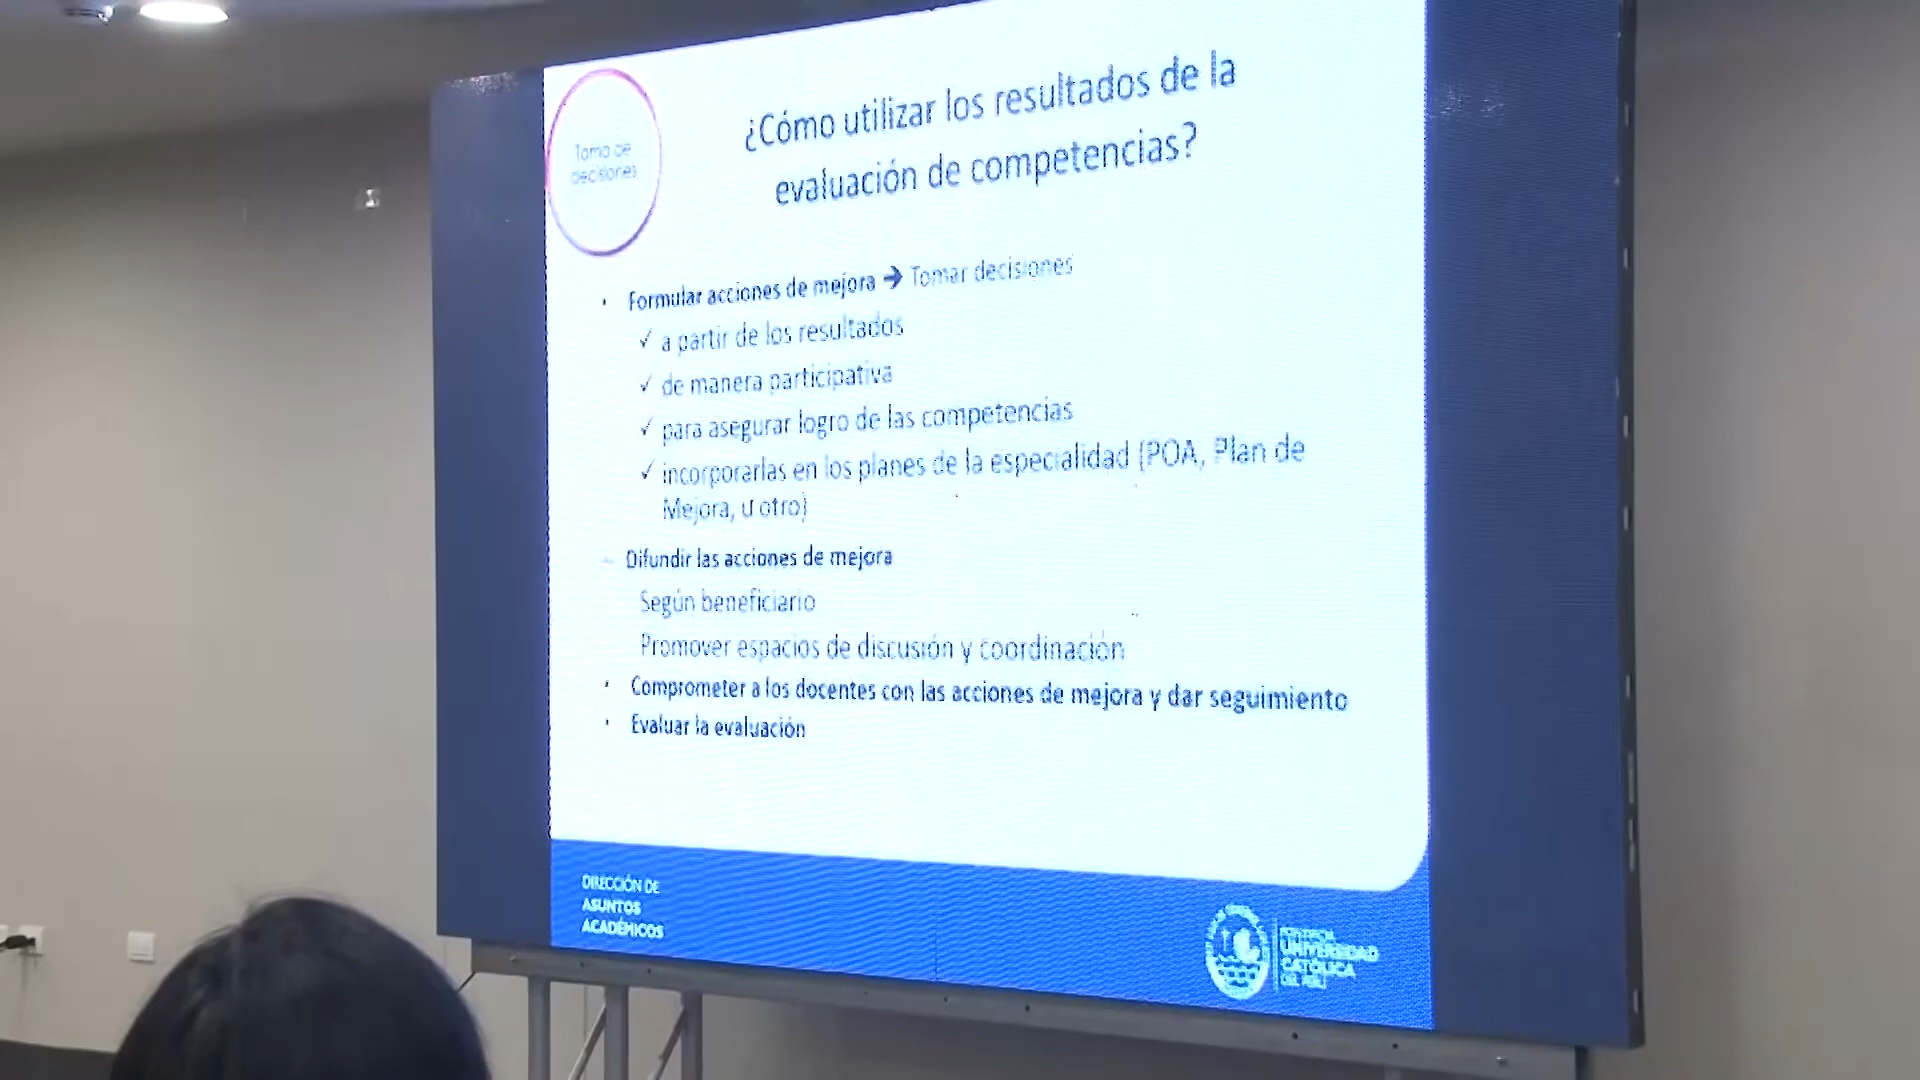 Toma de
decisiones
¿Cómo utilizar los resultados de la
evaluación de competencias?
• Formular acciones de mejora ➔ Tomar decisiones
✓ a partir de los resultados
✓ de manera participativa
✓ para asegurar logro de las competencias
✓ incorporarlas en los planes de la especialidad (POA, Plan de
Mejora, u otro)
Difundir las acciones de mejora
Según beneficiario
Promover espacios de discusión y coordinación
• Comprometer a los docentes con las acciones de mejora y dar seguimiento
• Evaluar la evaluación
DIRECCIÓN DE
ASUNTOS
ACADÉMICOS
PONTIFICIA
UNIVERSIDAD
CATÓLICA
DEL PERÚ